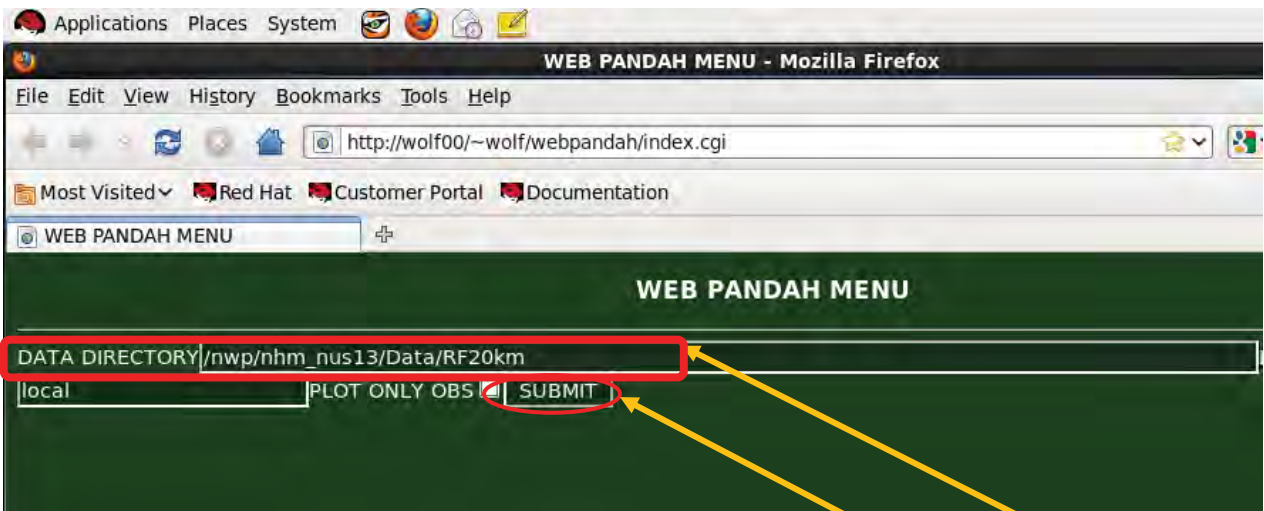 Applications Places System
WEB PANDAH MENU - Mozilla Firefox
File Edit View History Bookmarks Tools Help
http://wolf00/~wolf/webpandah/index.cgi
Most Visited Red Hat Customer Portal Documentation
WEB PANDAH MENU
WEB PANDAH MENU
DATA DIRECTORY /nwp/nhm_nus13/Data/RF20km
local PLOT ONLY OBS SUBMIT